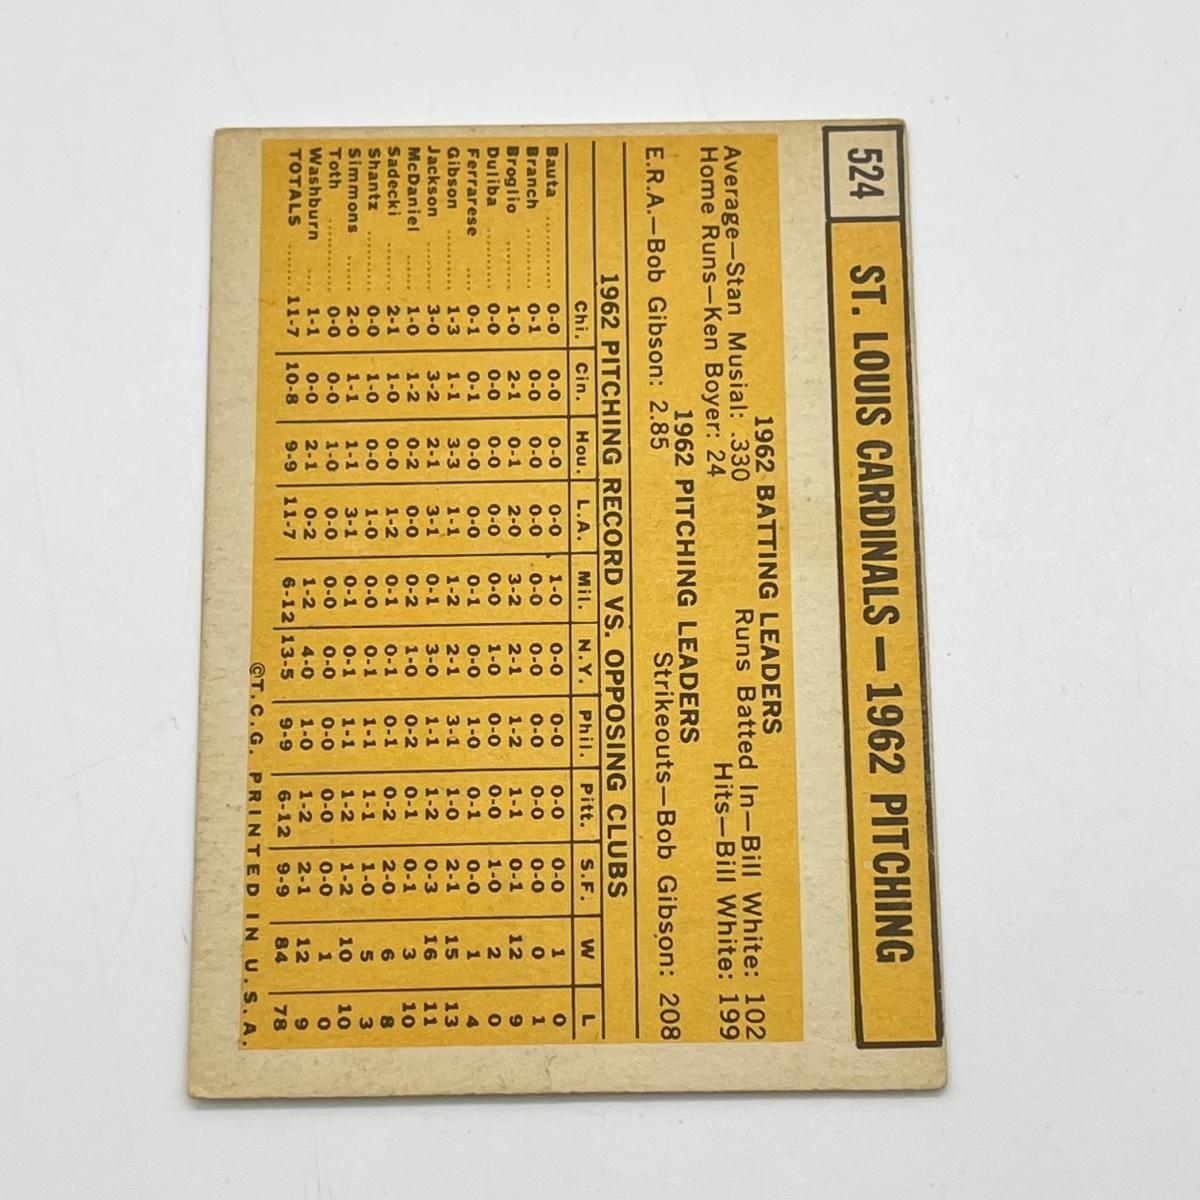 524 ST. LOUIS CARDINALS — 1962 PITCHING
1962 BATTING LEADERS
Average—Stan Musial: .330 Runs Batted In—Bill White: 102
Home Runs—Ken Boyer: 24 Hits—Bill White: 199
1962 PITCHING LEADERS
E.R.A.—Bob Gibson: 2.85 Strikeouts—Bob Gibson: 208
1962 PITCHING RECORD VS. OPPOSING CLUBS
Chi. Cin. Hou. L.A. Mil. N.Y. Phil. Pitt. S.F. W L
Bauta .......... 0-0 0-0 0-0 0-0 1-0 0-0 0-0 0-0 0-0 1 0
Branch ......... 0-1 0-0 0-0 0-0 0-0 0-0 0-0 0-0 0-0 0 1
Broglio ........ 1-0 2-1 0-1 2-0 3-2 2-1 1-2 1-1 0-1 12 9
Duliba ......... 0-0 0-0 0-0 0-0 0-0 1-0 0-0 0-0 1-0 2 0
Ferrarese .... 0-1 0-1 0-0 0-0 0-1 0-0 1-0 0-1 0-0 1 4
Gibson ......... 1-3 1-1 3-3 1-1 1-2 2-1 3-1 1-0 2-1 15 13
Jackson ...... 3-0 3-2 2-1 3-1 0-1 3-0 1-1 1-2 0-3 16 11
McDaniel ..... 1-0 1-2 0-2 0-0 0-2 1-0 0-2 0-1 0-1 3 10
Sadecki ....... 2-1 1-0 0-0 1-2 0-1 0-1 0-1 0-2 2-0 6 8
Shantz ......... 0-0 1-0 0-0 1-0 0-0 0-1 1-1 1-1 1-0 5 3
Simmons ..... 2-0 1-1 1-1 3-1 0-1 0-1 1-1 1-2 1-2 10 10
Toth ............ 0-0 0-0 1-0 0-0 0-0 0-0 0-0 0-0 0-0 1 0
Washburn .... 1-1 0-0 2-1 0-2 1-2 4-0 1-0 1-2 2-1 12 9
TOTALS ...... 11-7 10-8 9-9 11-7 6-12 13-5 9-9 6-12 9-9 84 78
©T.C.G. PRINTED IN U.S.A.